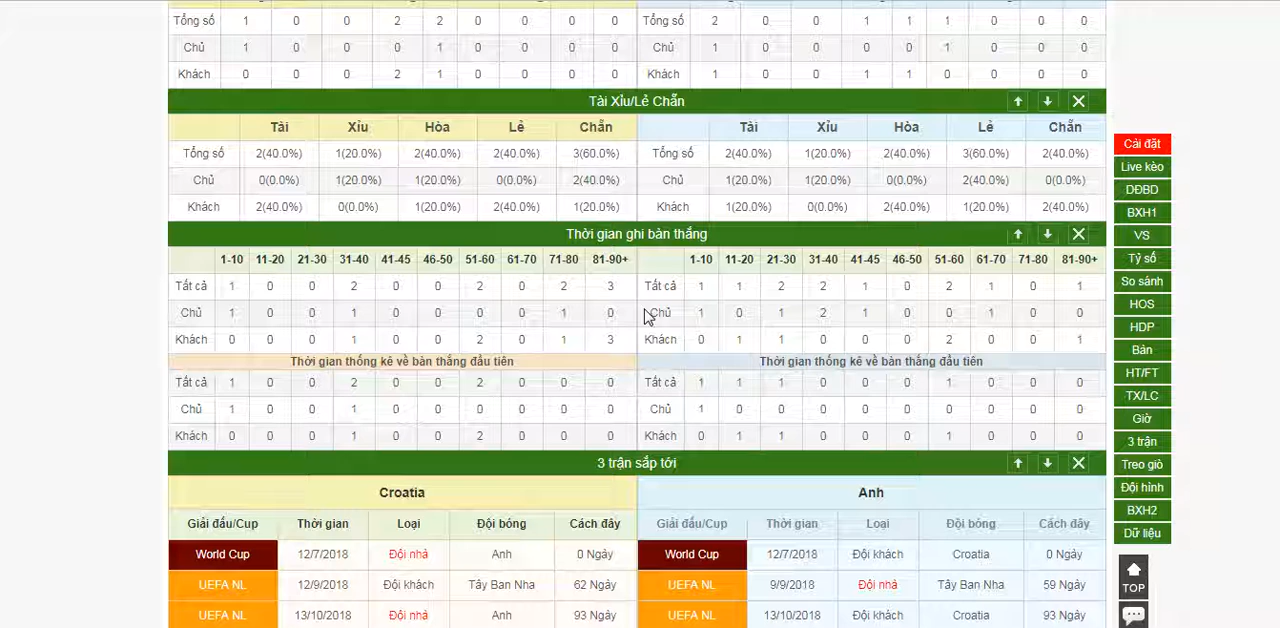 Tổng số 1 0 0 2 2 0 0 0 0 Tổng số 2 0 0 1 1 1 0 0 0
Chủ 1 0 0 0 1 0 0 0 0 Chủ 1 0 0 0 0 1 0 0 0
Khách 0 0 0 2 1 0 0 0 0 Khách 1 0 0 1 1 0 0 0 0
Tài Xỉu/Lẻ Chẵn
Tài Xỉu Hòa Lẻ Chẵn Tài Xỉu Hòa Lẻ Chẵn
Tổng số 2(40.0%) 1(20.0%) 2(40.0%) 2(40.0%) 3(60.0%) Tổng số 2(40.0%) 1(20.0%) 2(40.0%) 3(60.0%) 2(40.0%)
Chủ 0(0.0%) 1(20.0%) 1(20.0%) 0(0.0%) 2(40.0%) Chủ 1(20.0%) 1(20.0%) 0(0.0%) 2(40.0%) 0(0.0%)
Khách 2(40.0%) 0(0.0%) 1(20.0%) 2(40.0%) 1(20.0%) Khách 1(20.0%) 0(0.0%) 2(40.0%) 1(20.0%) 2(40.0%)
Thời gian ghi bàn thắng
1-10 11-20 21-30 31-40 41-45 46-50 51-60 61-70 71-80 81-90+ 1-10 11-20 21-30 31-40 41-45 46-50 51-60 61-70 71-80 81-90+
Tất cả 1 0 0 2 0 0 2 0 2 3 Tất cả 1 1 2 2 1 0 2 1 0 1
Chủ 1 0 0 1 0 0 0 0 1 0 Chủ 1 0 1 2 1 0 0 1 0 0
Khách 0 0 0 1 0 0 2 0 1 3 Khách 0 1 1 0 0 0 2 0 0 1
Thời gian thống kê về bàn thắng đầu tiên Thời gian thống kê về bàn thắng đầu tiên
Tất cả 1 0 0 2 0 0 2 0 0 0 Tất cả 1 1 1 0 0 0 1 0 0 0
Chủ 1 0 0 1 0 0 0 0 0 0 Chủ 1 0 0 0 0 0 0 0 0 0
Khách 0 0 0 1 0 0 2 0 0 0 Khách 0 1 1 0 0 0 1 0 0 0
3 trận sắp tới
Croatia Anh
Giải đấu/Cup Thời gian Loại Đội bóng Cách đây Giải đấu/Cup Thời gian Loại Đội bóng Cách đây
World Cup 12/7/2018 Đội nhà Anh 0 Ngày World Cup 12/7/2018 Đội khách Croatia 0 Ngày
UEFA NL 12/9/2018 Đội khách Tây Ban Nha 62 Ngày UEFA NL 9/9/2018 Đội nhà Tây Ban Nha 59 Ngày
UEFA NL 13/10/2018 Đội nhà Anh 93 Ngày UEFA NL 13/10/2018 Đội khách Croatia 93 Ngày
Cài đặt
Live kèo
DĐBD
BXH1
VS
Tỷ số
So sánh
HOS
HDP
Bàn
HT/FT
TX/LC
Giờ
3 trận
Treo giò
Đội hình
BXH2
Dữ liệu
TOP